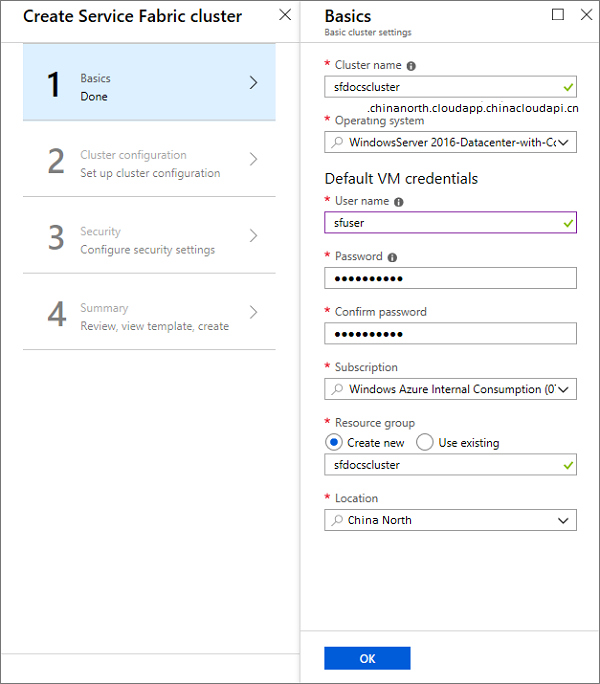 Create Service Fabric cluster
1
Basics
Done
2
Cluster configuration
Set up cluster configuration
3
Security
Configure security settings
4
Summary
Review, view template, create
Basics
Basic cluster settings
* Cluster name
sfdocscluster
.chinanorth.cloudapp.chinacloudapi.cn
* Operating system
WindowsServer 2016-Datacenter-with-Co
Default VM credentials
* User name
sfuser
* Password
* Confirm password
* Subscription
Windows Azure Internal Consumption (0
* Resource group
Create new Use existing
sfdocscluster
* Location
China North
OK